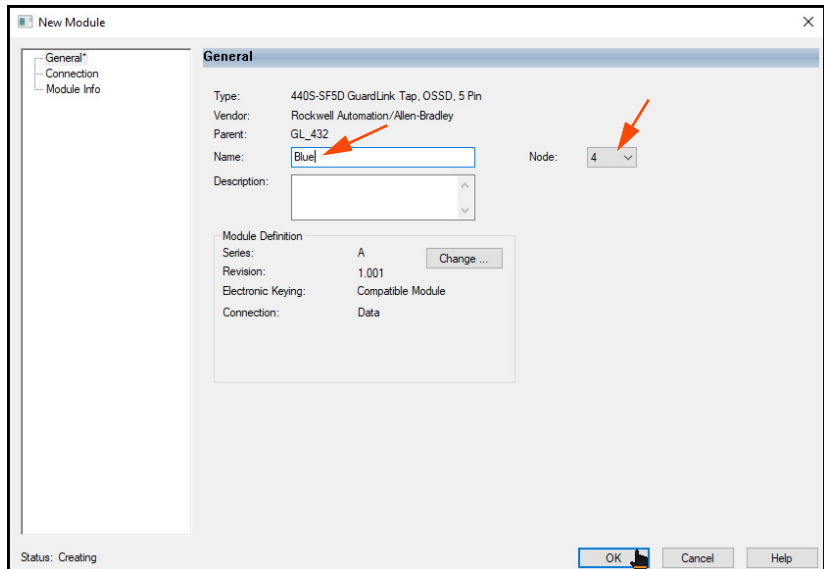 New Module
General*
Connection
Module Info
General
Type: 440S-SF5D GuardLink Tap, OSSD, 5 Pin
Vendor: Rockwell Automation/Allen-Bradley
Parent: GL_432
Name: Blue Node: 4
Description:
Module Definition
Series: A Change ...
Revision: 1.001
Electronic Keying: Compatible Module
Connection: Data
Status: Creating OK Cancel Help